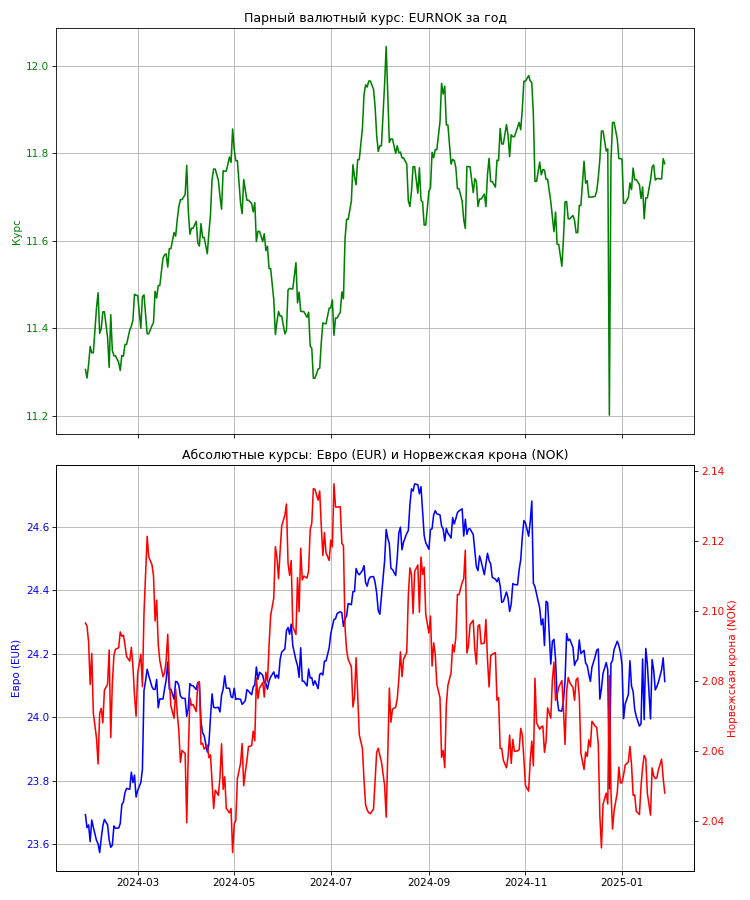 Парный валютный курс: EURNOK за год
12.0
11.8
11.6
11.4
11.2
Курс
Абсолютные курсы: Евро (EUR) и Норвежская крона (NOK)
24.6
24.4
24.2
24.0
23.8
23.6
Евро (EUR)
2.14
2.12
2.10
2.08
2.06
2.04
Норвежская крона (NOK)
2024-03 2024-05 2024-07 2024-09 2024-11 2025-01